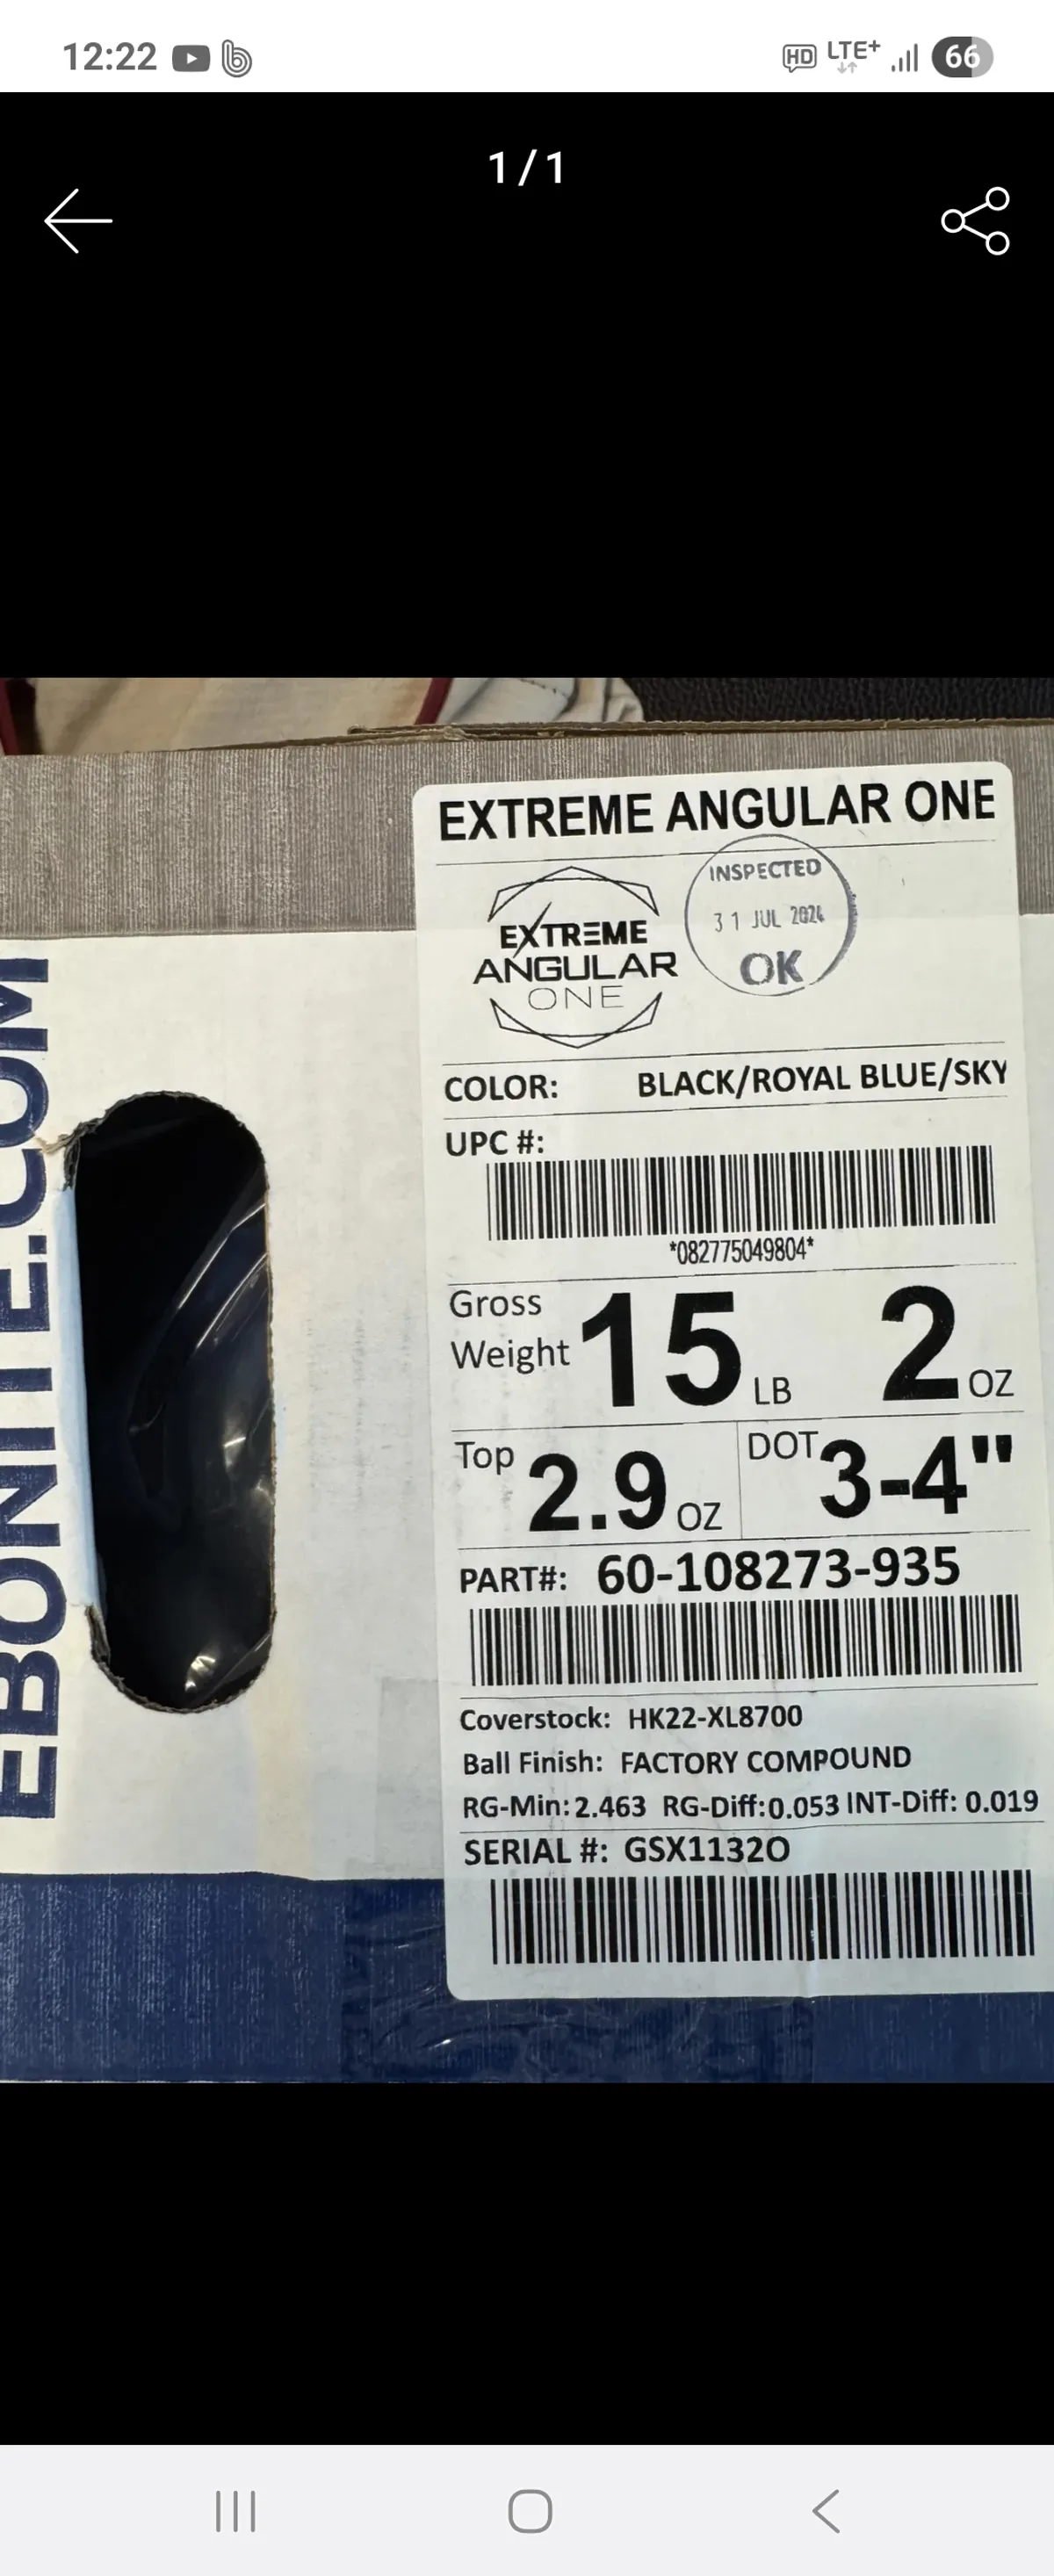 12:22
HD LTE+ 66
1/1
EXTREME ANGULAR ONE
INSPECTED
31 JUL 2024
OK
EXTREME
ANGULAR
ONE
COLOR: BLACK/ROYAL BLUE/SKY
UPC #:
*082775049804*
Gross
Weight 15 LB 2 OZ
Top 2.9 OZ DOT 3-4"
PART#: 60-108273-935
Coverstock: HK22-XL8700
Ball Finish: FACTORY COMPOUND
RG-Min: 2.463 RG-Diff: 0.053 INT-Diff: 0.019
SERIAL #: GSX1132O
EBONITE.COM